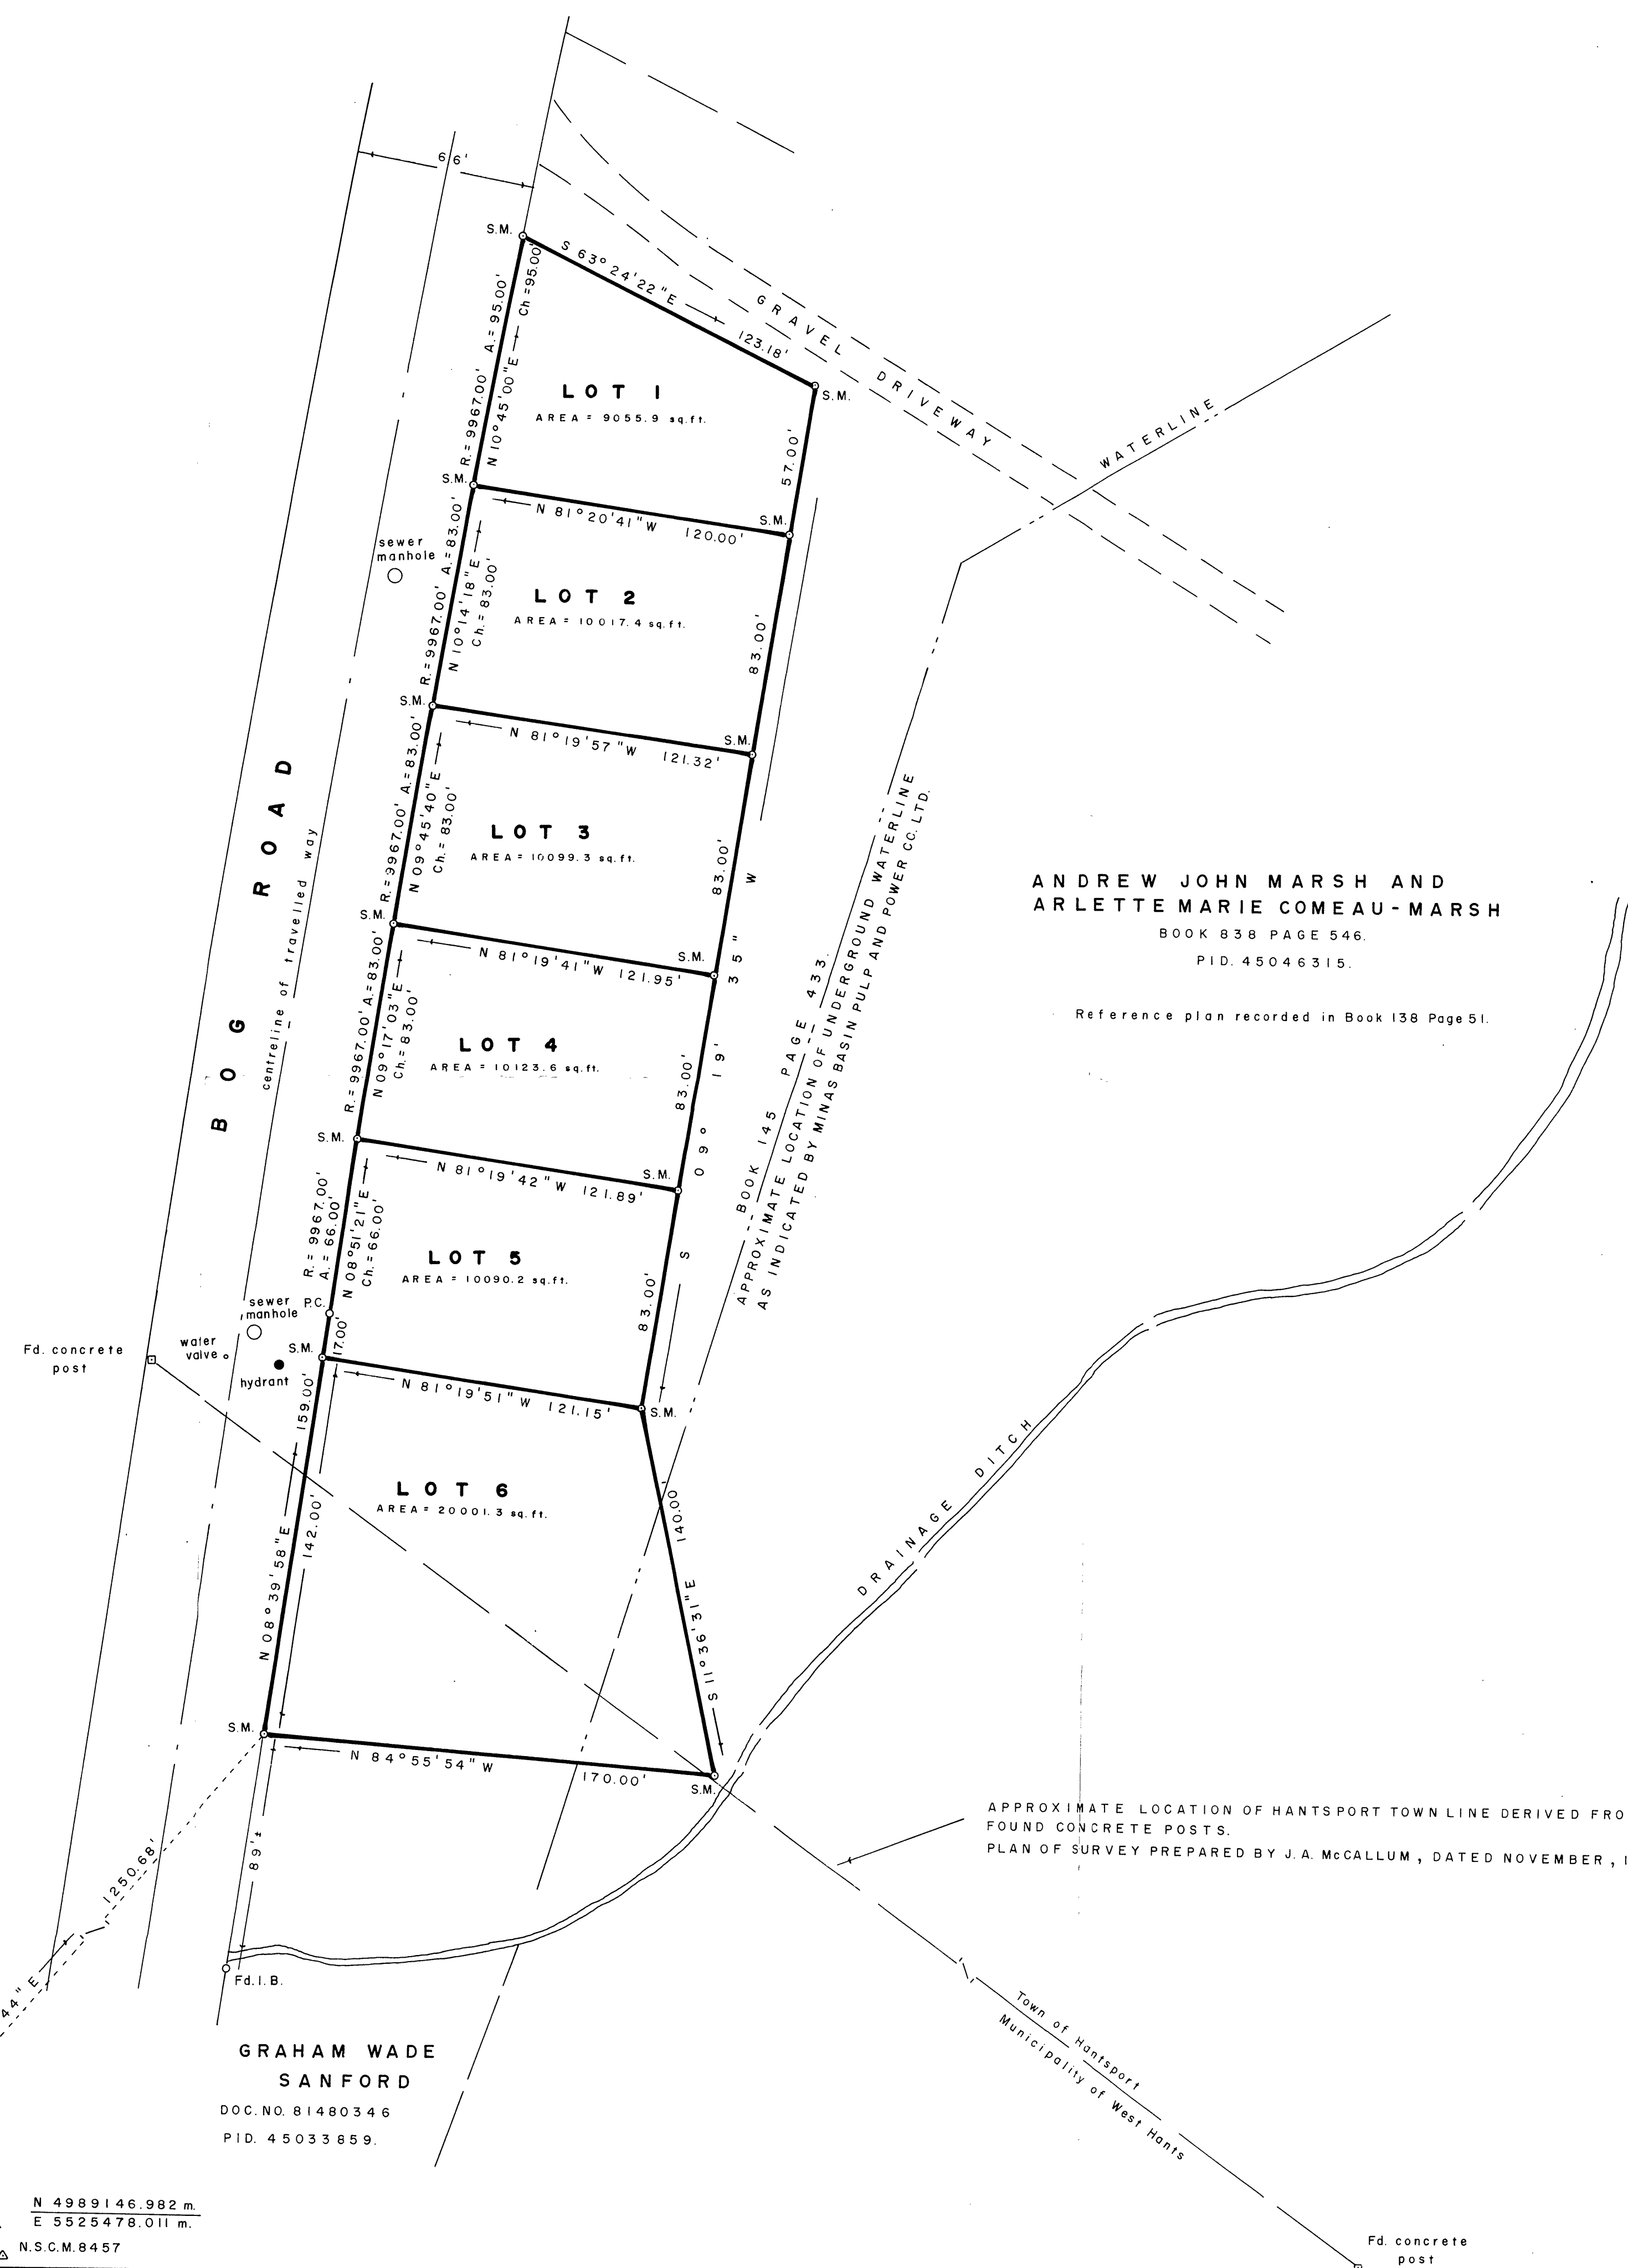 66'
S.M.
S 63°24'22"E
123.18'
S.M.
R.= 9967.00' A.= 95.00'
N 10°45'00"E Ch.=95.00'
GRAVEL DRIVEWAY
WATERLINE
LOT 1
AREA = 9055.9 sq.ft.
57.00'
S.M.
N 81°20'41"W 120.00'
S.M.
sewer
manhole
R.= 9967.00' A.= 83.00'
N 10°14'18"E
Ch.= 83.00'
LOT 2
AREA = 10017.4 sq.ft.
83.00'
S.M.
N 81°19'57"W 121.32'
S.M.
R.= 9967.00' A.= 83.00'
N 09°45'40"E
Ch.= 83.00'
LOT 3
AREA = 10099.3 sq.ft.
83.00'
S 09° 19' 35" W
BOG ROAD
centreline of travelled way
S.M.
N 81°19'41"W 121.95'
S.M.
ANDREW JOHN MARSH AND
ARLETTE MARIE COMEAU-MARSH
BOOK 838 PAGE 546.
PID. 45046315.
Reference plan recorded in Book 138 Page 51.
R.= 9967.00' A.= 83.00'
N 09°17'03"E
Ch.= 83.00'
LOT 4
AREA = 10123.6 sq.ft.
83.00'
BOOK 145 PAGE 433.
APPROXIMATE LOCATION OF UNDERGROUND WATERLINE
AS INDICATED BY MINAS BASIN PULP AND POWER CO. LTD.
S.M.
N 81°19'42"W 121.89'
S.M.
R.= 9967.00'
A.= 66.00'
N 08°51'21"E
Ch.= 66.00'
LOT 5
AREA = 10090.2 sq.ft.
83.00'
sewer
manhole
P.C.
17.00'
water
valve
hydrant
Fd. concrete
post
S.M.
N 81°19'51"W 121.15'
S.M.
N 08°39'58"E 159.00'
142.00'
LOT 6
AREA = 20001.3 sq.ft.
140.00'
S 11°36'31"E
DRAINAGE DITCH
S.M.
N 84°55'54"W 170.00'
S.M.
APPROXIMATE LOCATION OF HANTSPORT TOWN LINE DERIVED FRO
FOUND CONCRETE POSTS.
PLAN OF SURVEY PREPARED BY J.A. McCALLUM, DATED NOVEMBER, 1
89'±
1250.68'
44" E
Fd. I.B.
Town of Hantsport
Municipality of West Hants
GRAHAM WADE
SANFORD
DOC. NO. 81480346
PID. 45033859.
N 4989146.982 m.
E 5525478.011 m.
N.S.C.M. 8457
Fd. concrete
post